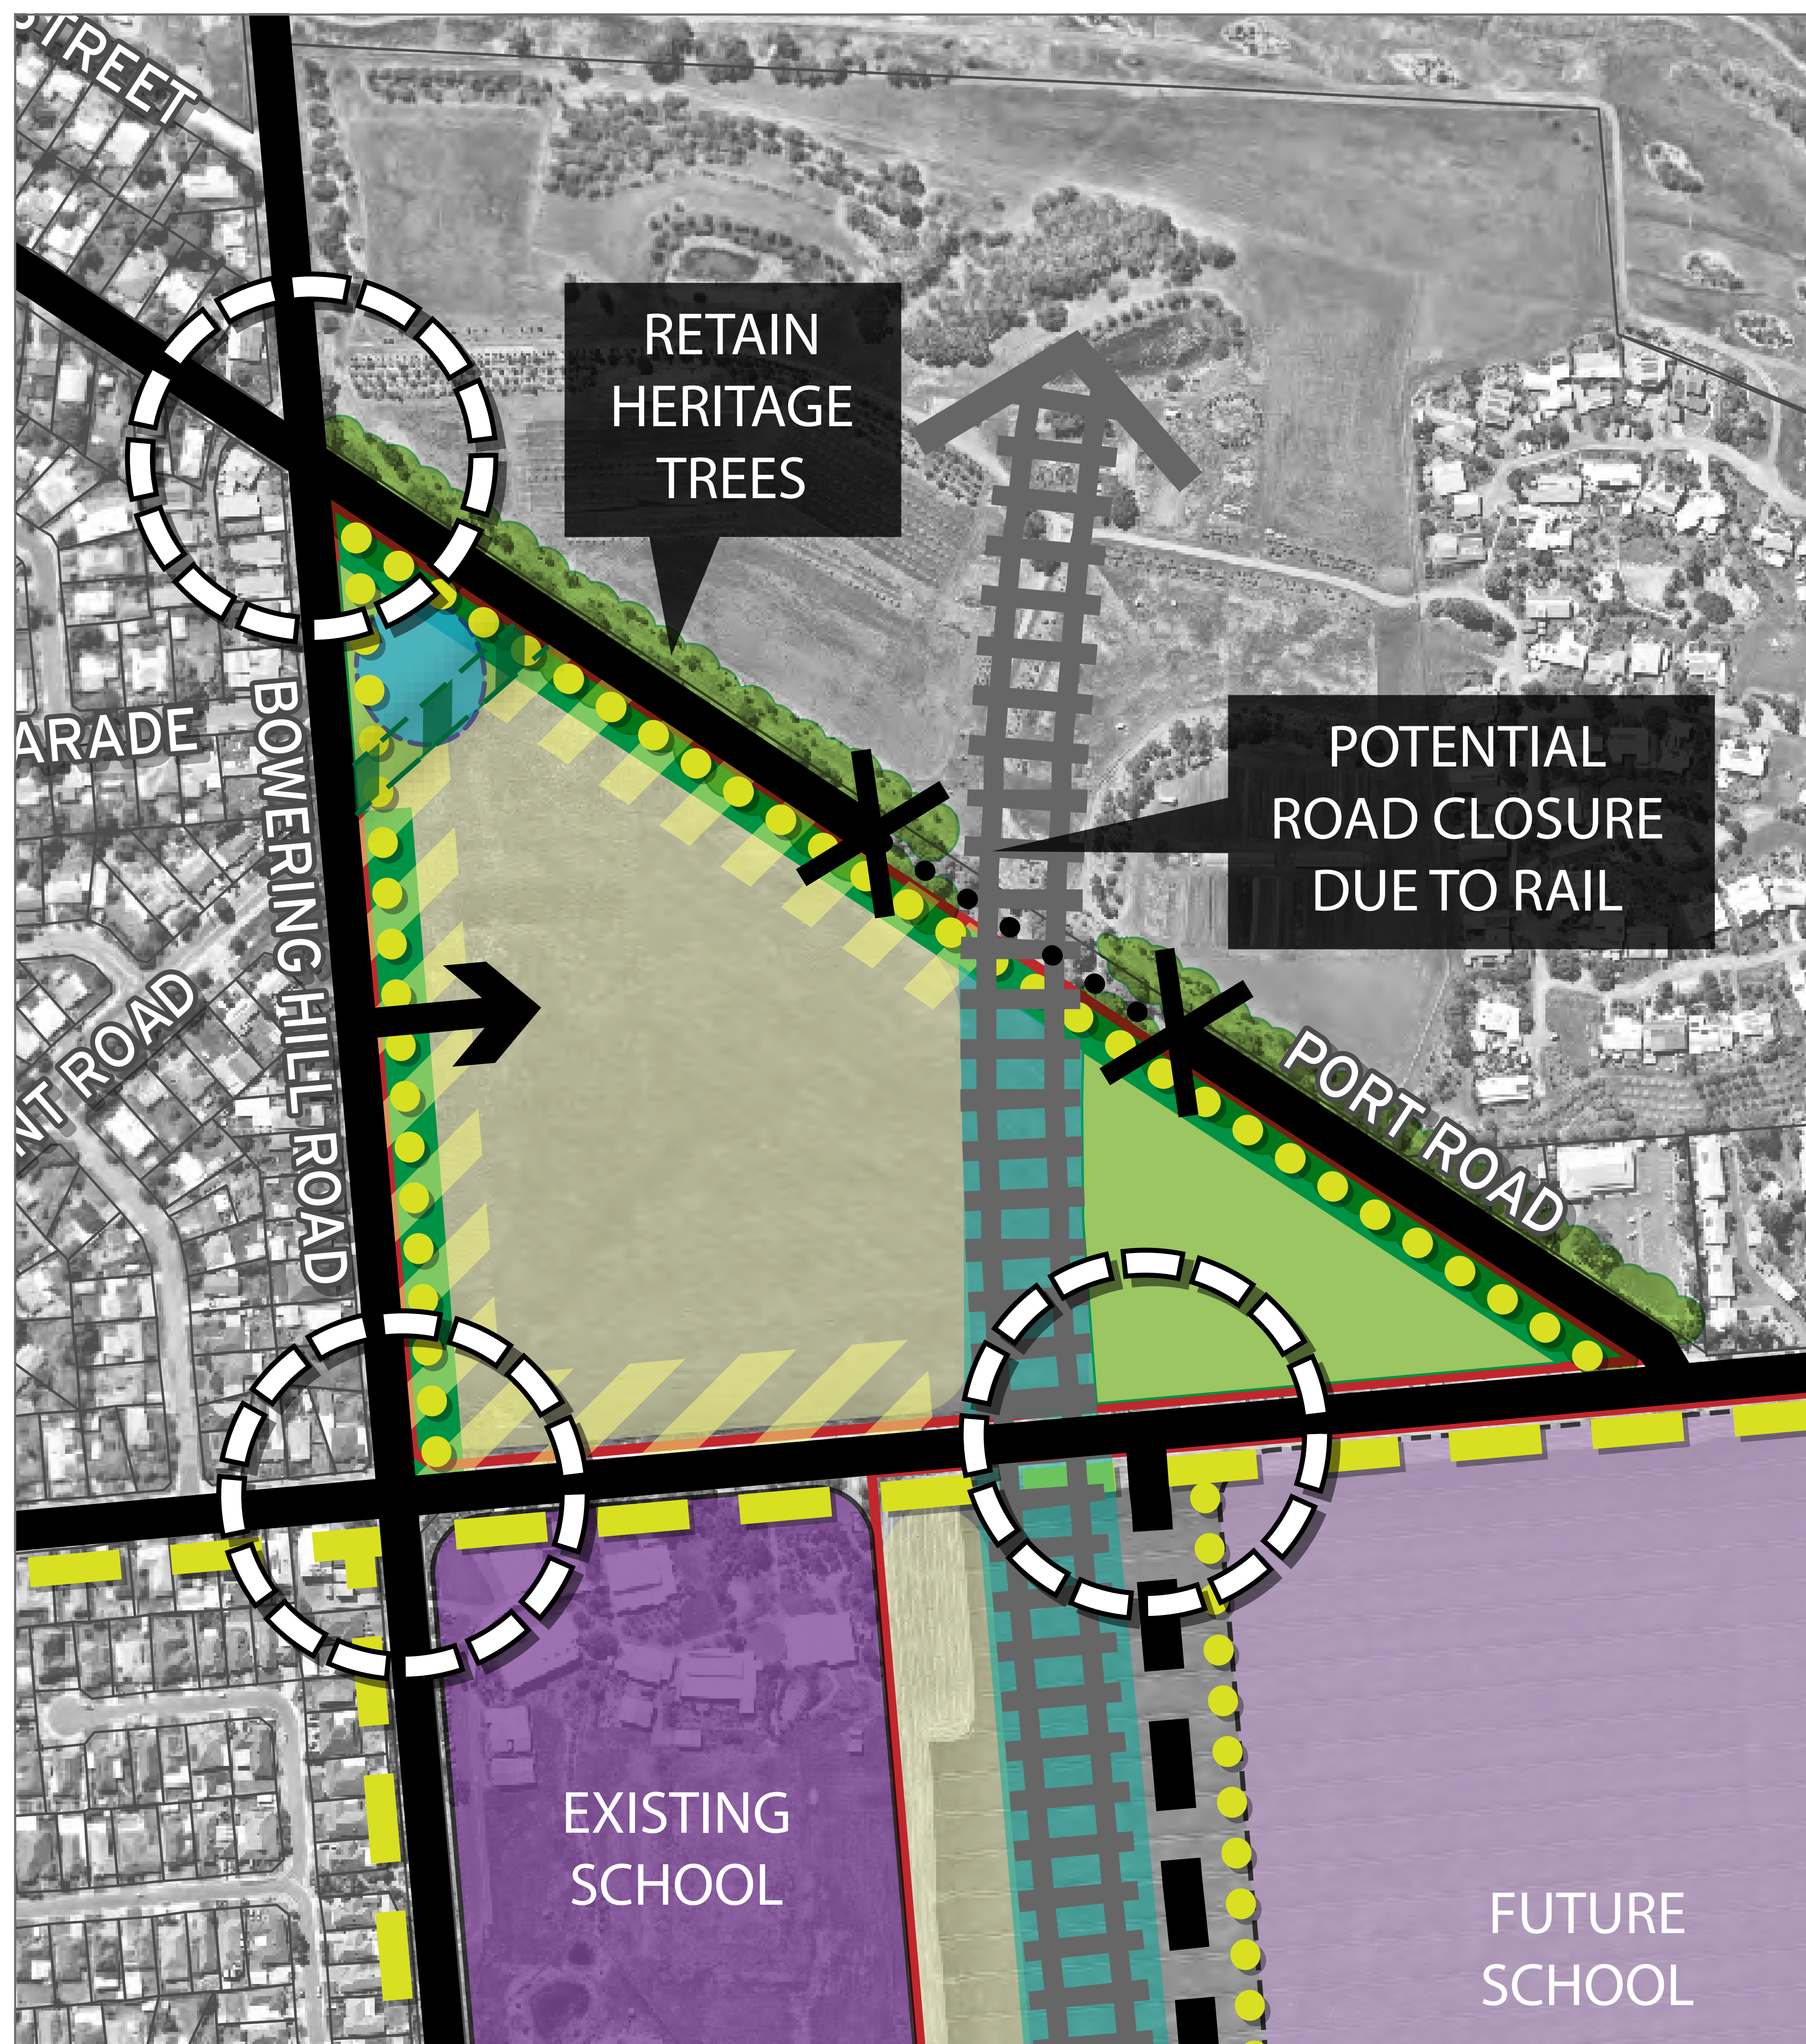 STREET
RETAIN
HERITAGE
TREES
ARADE
BOWERING HILL ROAD
POTENTIAL
ROAD CLOSURE
DUE TO RAIL
NT ROAD
PORT ROAD
EXISTING
SCHOOL
FUTURE
SCHOOL